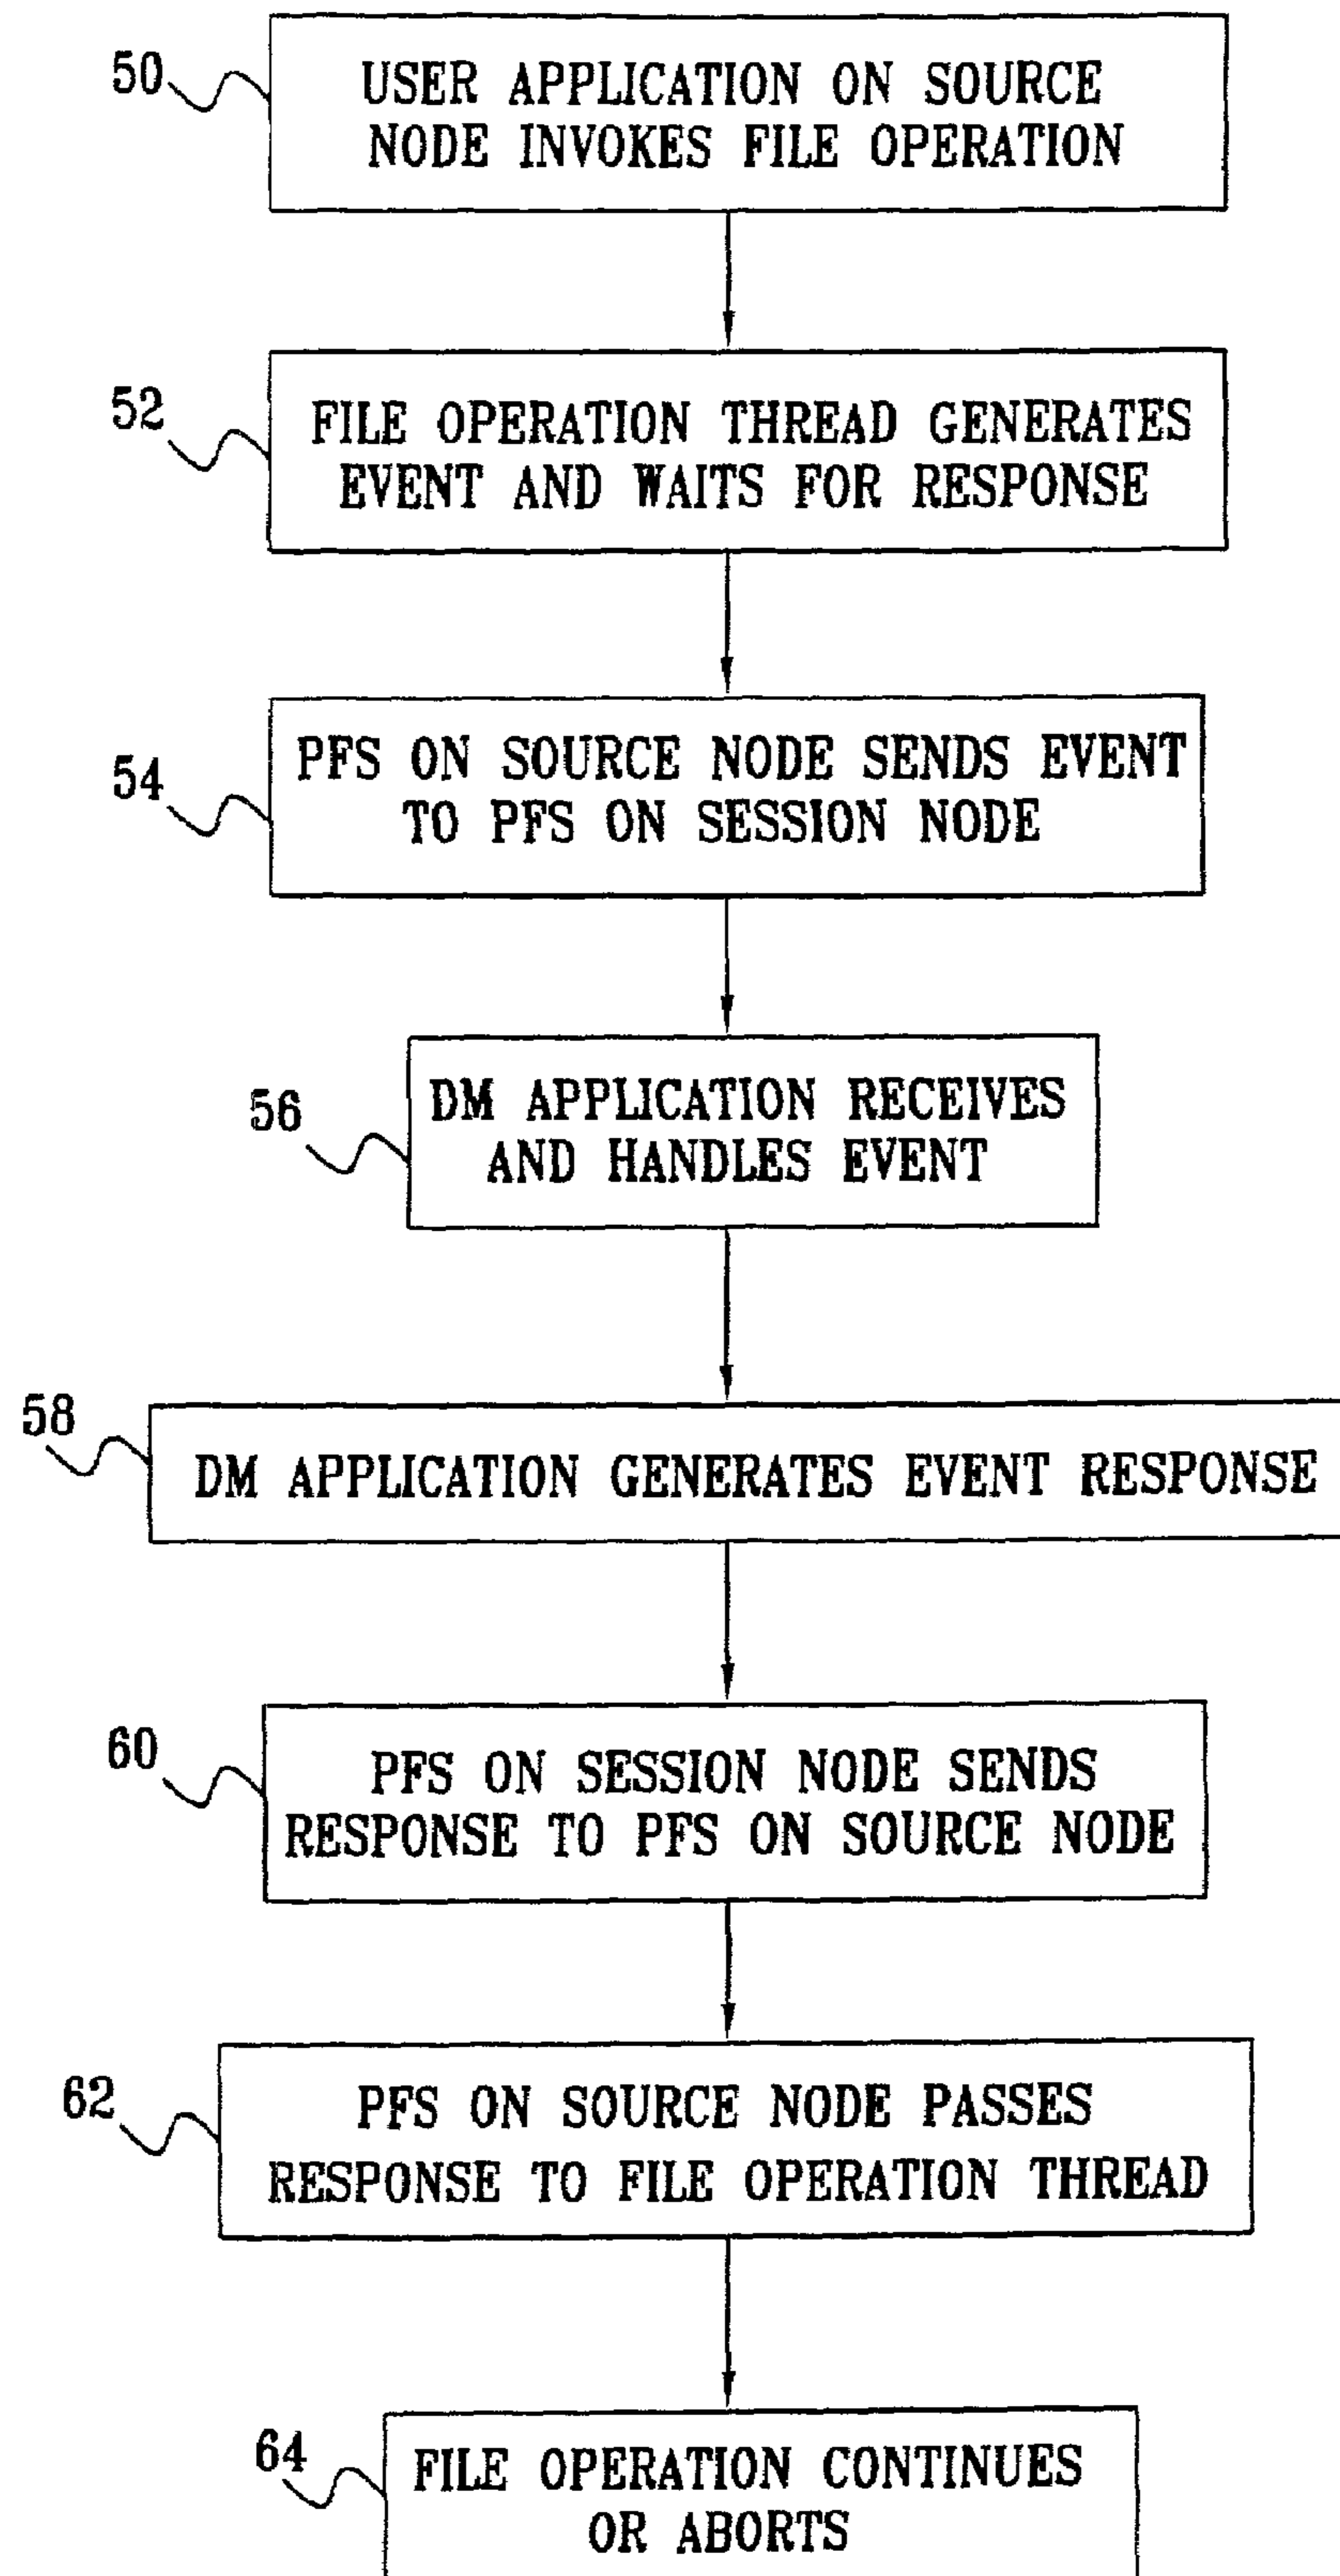 50
USER APPLICATION ON SOURCE
NODE INVOKES FILE OPERATION
52
FILE OPERATION THREAD GENERATES
EVENT AND WAITS FOR RESPONSE
54
PFS ON SOURCE NODE SENDS EVENT
TO PFS ON SESSION NODE
56
DM APPLICATION RECEIVES
AND HANDLES EVENT
58
DM APPLICATION GENERATES EVENT RESPONSE
60
PFS ON SESSION NODE SENDS
RESPONSE TO PFS ON SOURCE NODE
62
PFS ON SOURCE NODE PASSES
RESPONSE TO FILE OPERATION THREAD
64
FILE OPERATION CONTINUES
OR ABORTS